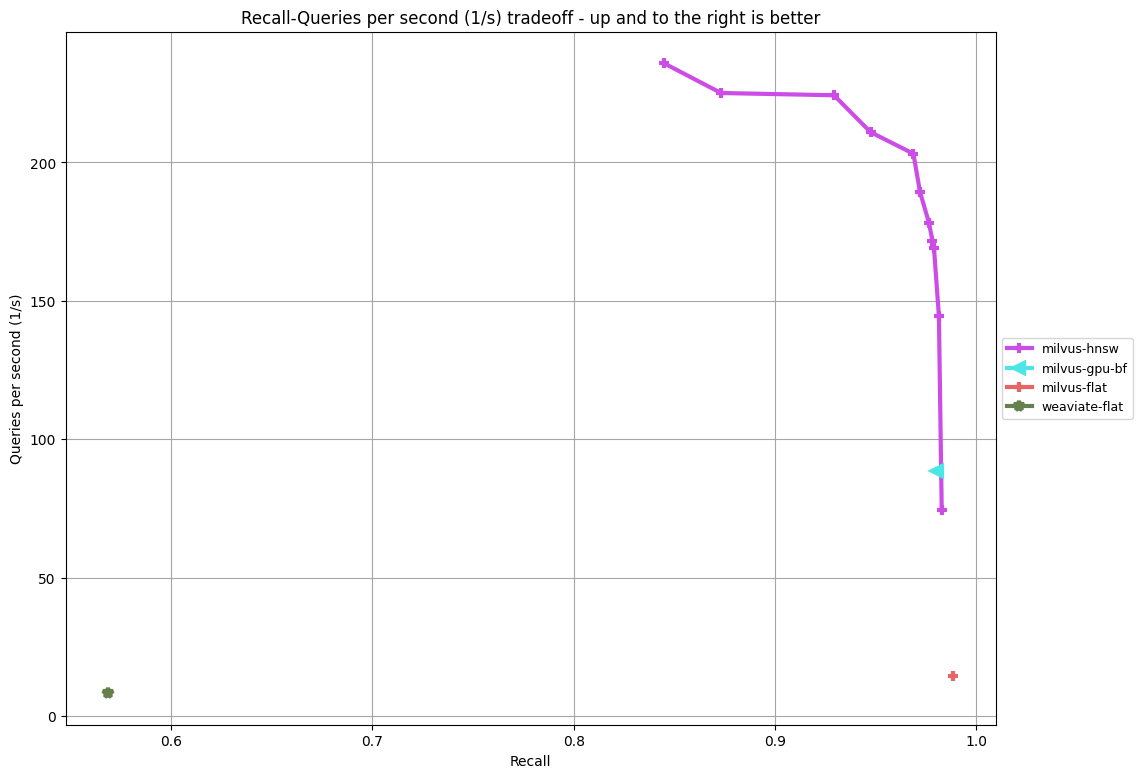 Recall-Queries per second (1/s) tradeoff - up and to the right is better
Queries per second (1/s)
200
150
100
50
0
0.6 0.7 0.8 0.9 1.0
Recall
milvus-hnsw
milvus-gpu-bf
milvus-flat
weaviate-flat